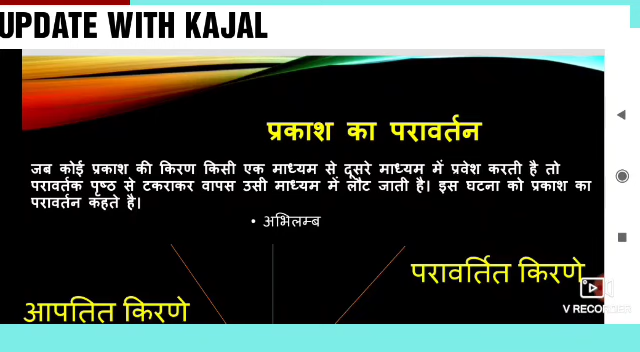 UPDATE WITH KAJAL
प्रकाश का परावर्तन
जब कोई प्रकाश की किरण किसी एक माध्यम से दूसरे माध्यम में प्रवेश करती है तो
परावर्तक पृष्ठ से टकराकर वापस उसी माध्यम में लौट जाती है। इस घटना को प्रकाश का
परावर्तन कहते है।
• अभिलम्ब
परावर्तित किरणे
आपतित किरणे
V RECORDER